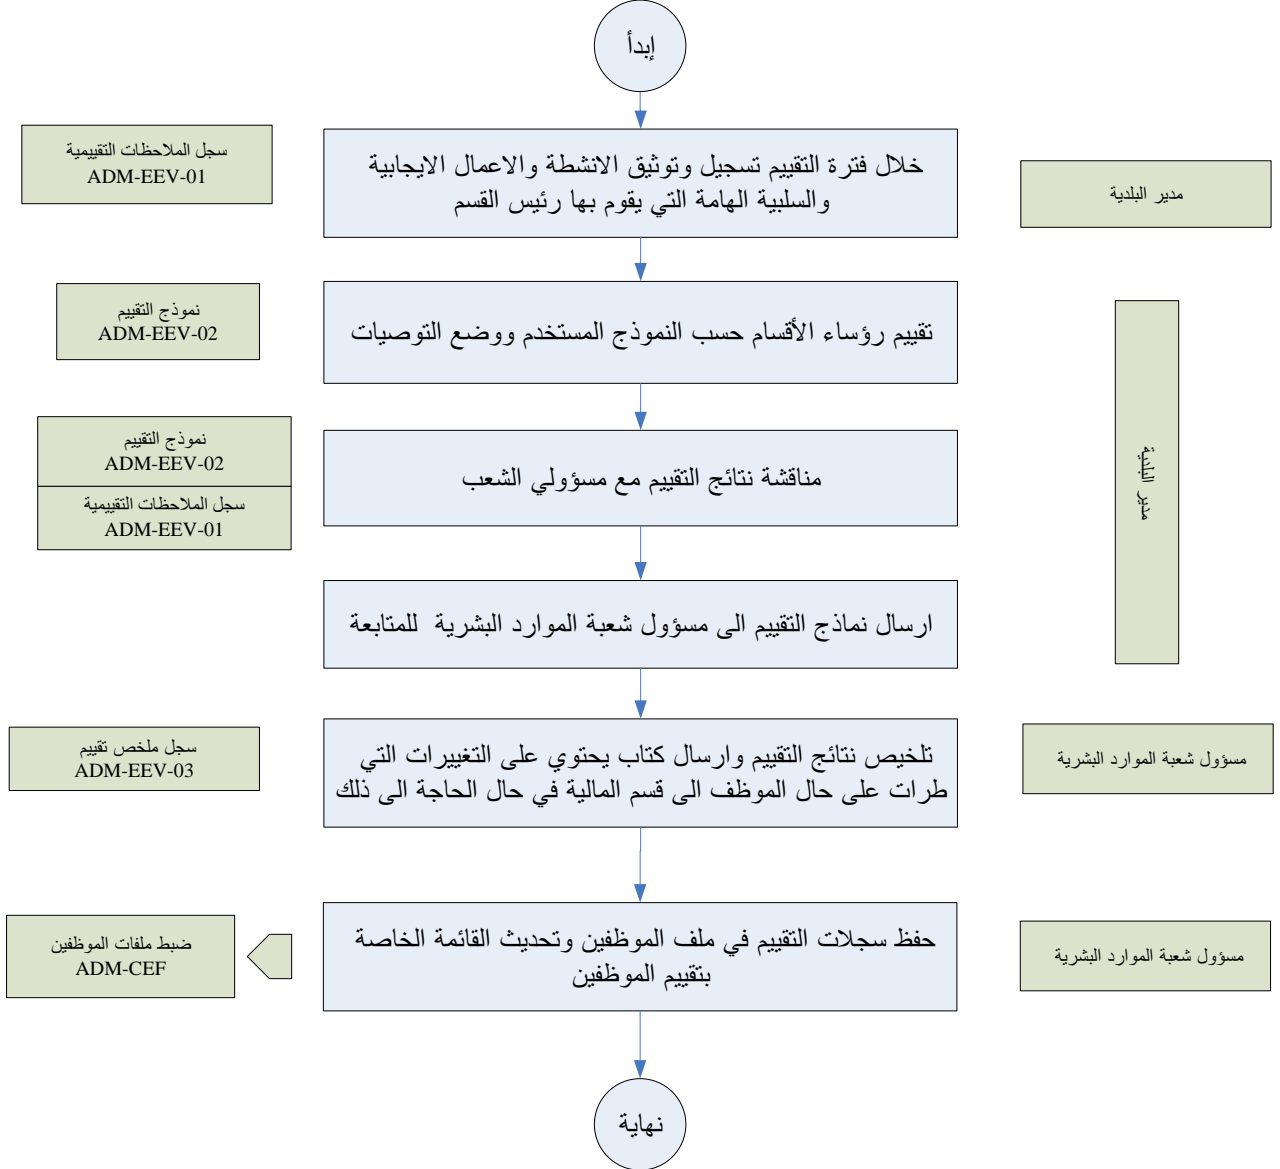 إبدأ
خلال فترة التقييم تسجيل وتوثيق الانشطة والاعمال الايجابية
والسلبية الهامة التي يقوم بها رئيس القسم
مدير البلدية
سجل الملاحظات التقييمية
ADM-EEV-01
تقييم رؤساء الأقسام حسب النموذج المستخدم ووضع التوصيات
مدير البلدية
نموذج التقييم
ADM-EEV-02
مناقشة نتائج التقييم مع مسؤولي الشعب
نموذج التقييم
ADM-EEV-02
سجل الملاحظات التقييمية
ADM-EEV-01
ارسال نماذج التقييم الى مسؤول شعبة الموارد البشرية للمتابعة
مسؤول شعبة الموارد البشرية
تلخيص نتائج التقييم وارسال كتاب يحتوي على التغييرات التي
طرات على حال الموظف الى قسم المالية في حال الحاجة الى ذلك
سجل ملخص تقييم
ADM-EEV-03
مسؤول شعبة الموارد البشرية
حفظ سجلات التقييم في ملف الموظفين وتحديث القائمة الخاصة
بتقييم الموظفين
ضبط ملفات الموظفين
ADM-CEF
نهاية